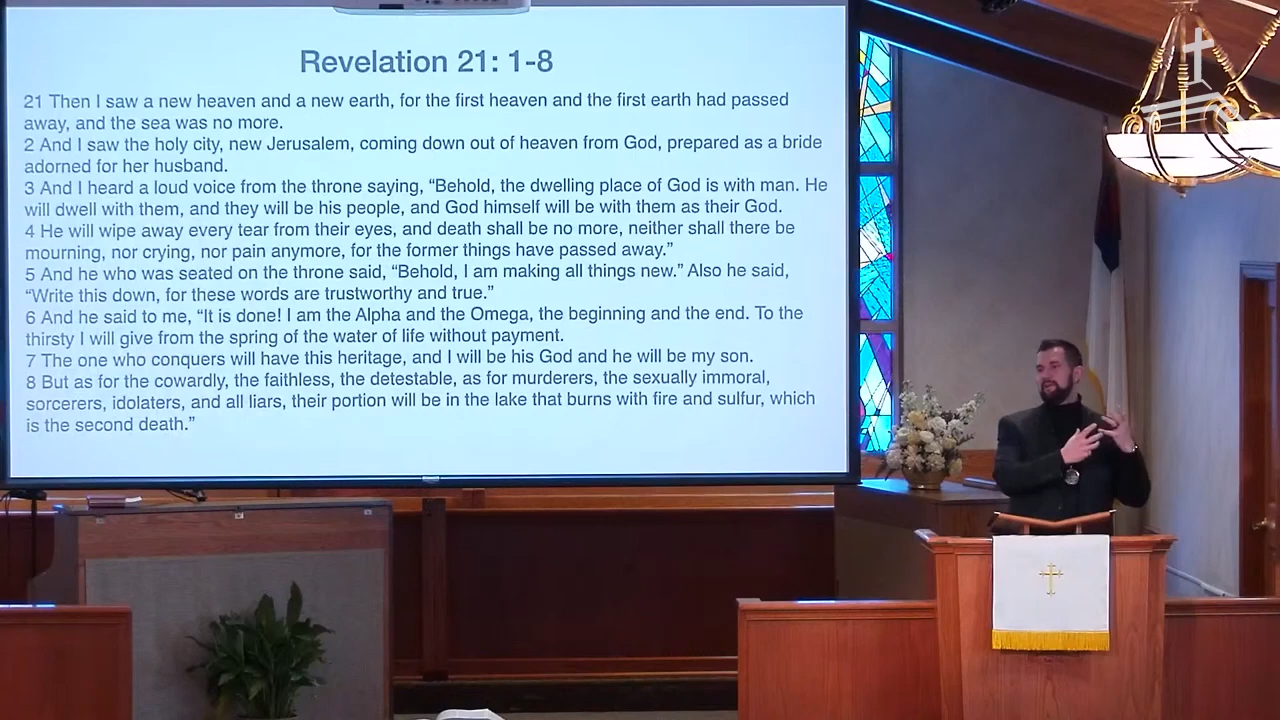 Revelation 21: 1-8
21 Then I saw a new heaven and a new earth, for the first heaven and the first earth had passed
away, and the sea was no more.
2 And I saw the holy city, new Jerusalem, coming down out of heaven from God, prepared as a bride
adorned for her husband.
3 And I heard a loud voice from the throne saying, “Behold, the dwelling place of God is with man. He
will dwell with them, and they will be his people, and God himself will be with them as their God.
4 He will wipe away every tear from their eyes, and death shall be no more, neither shall there be
mourning, nor crying, nor pain anymore, for the former things have passed away.”
5 And he who was seated on the throne said, “Behold, I am making all things new.” Also he said,
“Write this down, for these words are trustworthy and true.”
6 And he said to me, “It is done! I am the Alpha and the Omega, the beginning and the end. To the
thirsty I will give from the spring of the water of life without payment.
7 The one who conquers will have this heritage, and I will be his God and he will be my son.
8 But as for the cowardly, the faithless, the detestable, as for murderers, the sexually immoral,
sorcerers, idolaters, and all liars, their portion will be in the lake that burns with fire and sulfur, which
is the second death.”